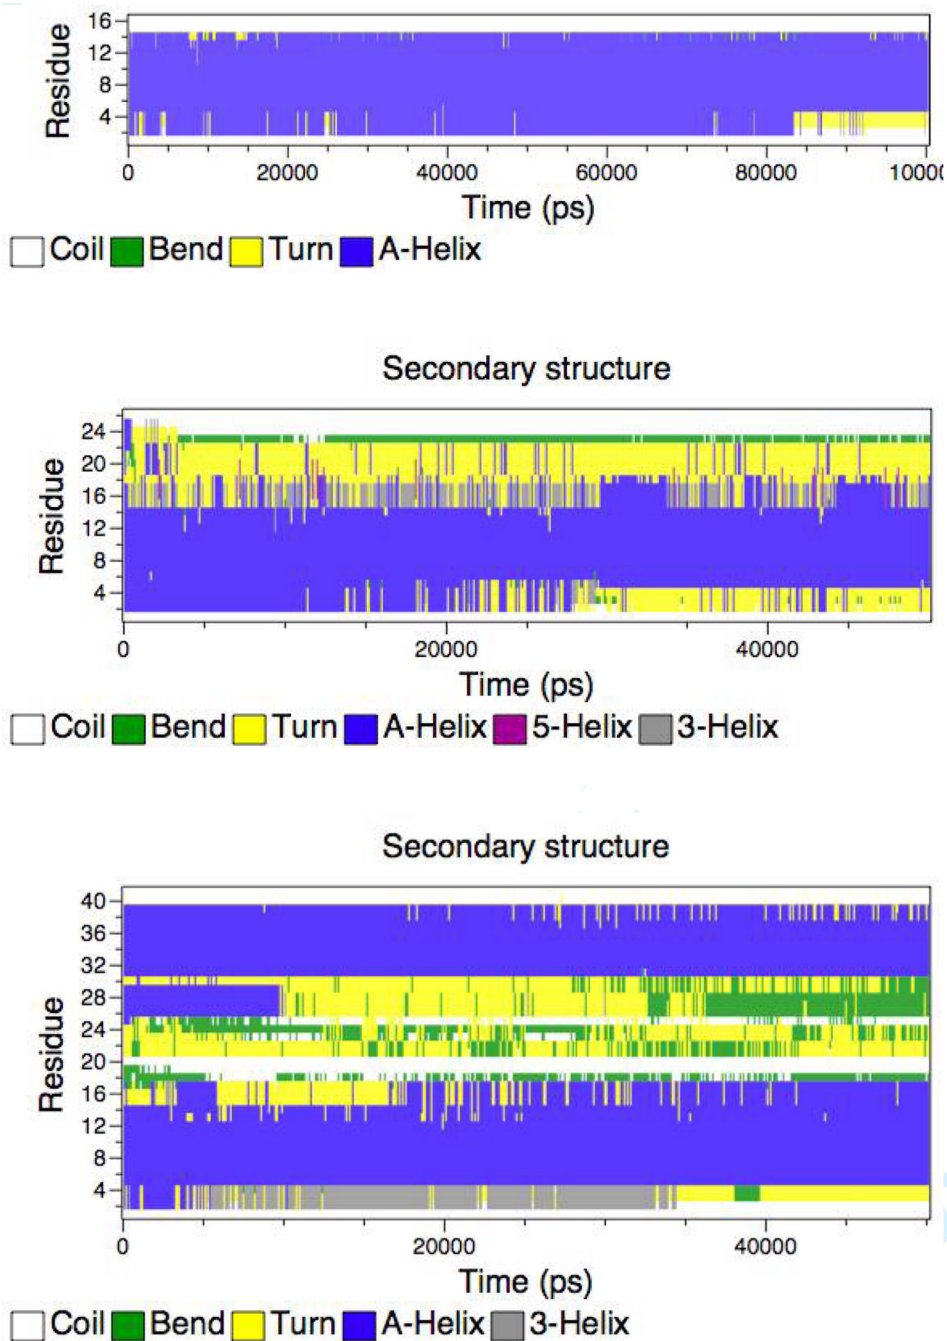 16
12
8
4
Residue
0 20000 40000 60000 80000 10000
Time (ps)
Coil Bend Turn A-Helix
Secondary structure
24
20
16
12
8
4
Residue
0 20000 40000
Time (ps)
Coil Bend Turn A-Helix 5-Helix 3-Helix
Secondary structure
40
36
32
28
24
20
16
12
8
4
Residue
0 20000 40000
Time (ps)
Coil Bend Turn A-Helix 3-Helix